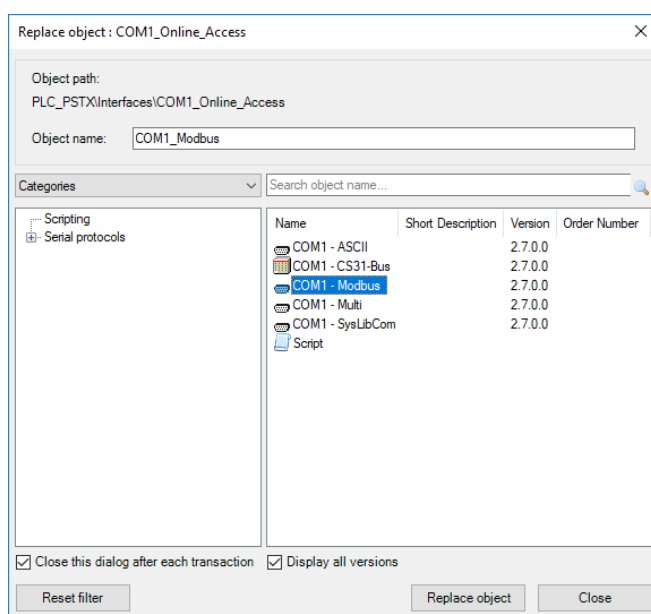 Replace object : COM1_Online_Access
Object path:
PLC_PSTX\Interfaces\COM1_Online_Access
Object name: COM1_Modbus
Categories Search object name...
Scripting
Serial protocols
Name Short Description Version Order Number
COM1 - ASCII 2.7.0.0
COM1 - CS31-Bus 2.7.0.0
COM1 - Modbus 2.7.0.0
COM1 - Multi 2.7.0.0
COM1 - SysLibCom 2.7.0.0
Script
Close this dialog after each transaction Display all versions
Reset filter Replace object Close